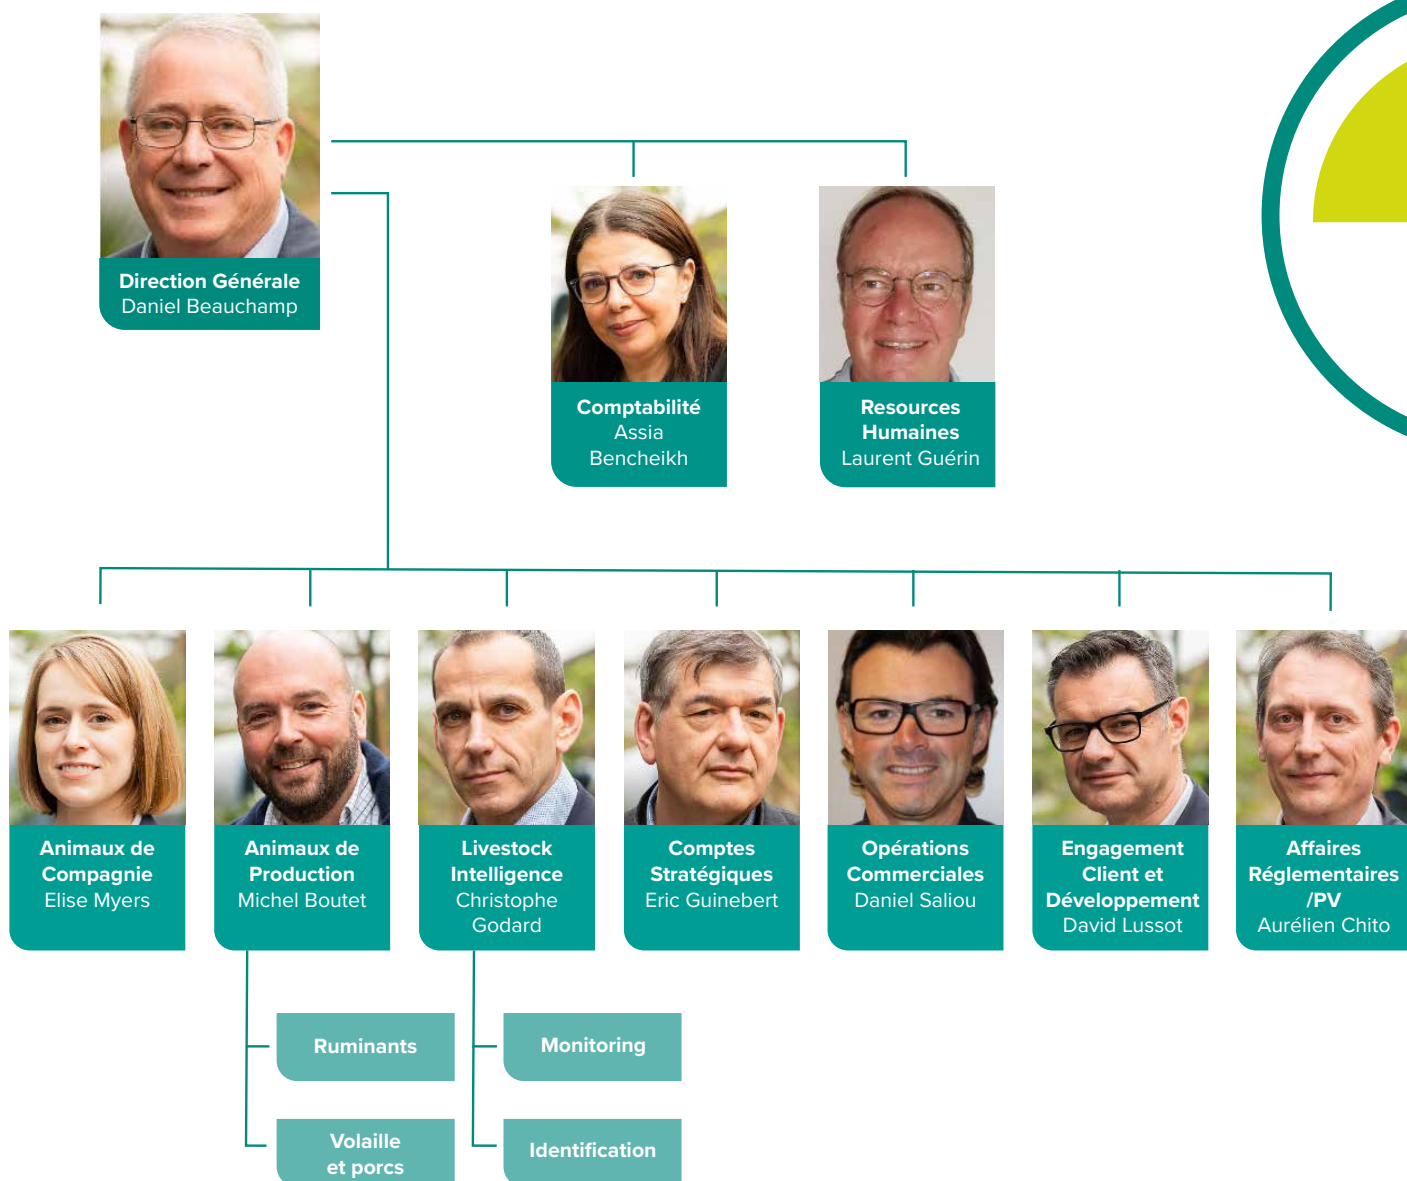 Direction Générale
Daniel Beauchamp
Comptabilité
Assia
Bencheikh
Resources
Humaines
Laurent Guérin
Animaux de
Compagnie
Elise Myers
Animaux de
Production
Michel Boutet
Livestock
Intelligence
Christophe
Godard
Comptes
Stratégiques
Eric Guinebert
Opérations
Commerciales
Daniel Saliou
Engagement
Client et
Développement
David Lussot
Affaires
Réglementaires
/PV
Aurélien Chito
Ruminants
Monitoring
Volaille
et porcs
Identification